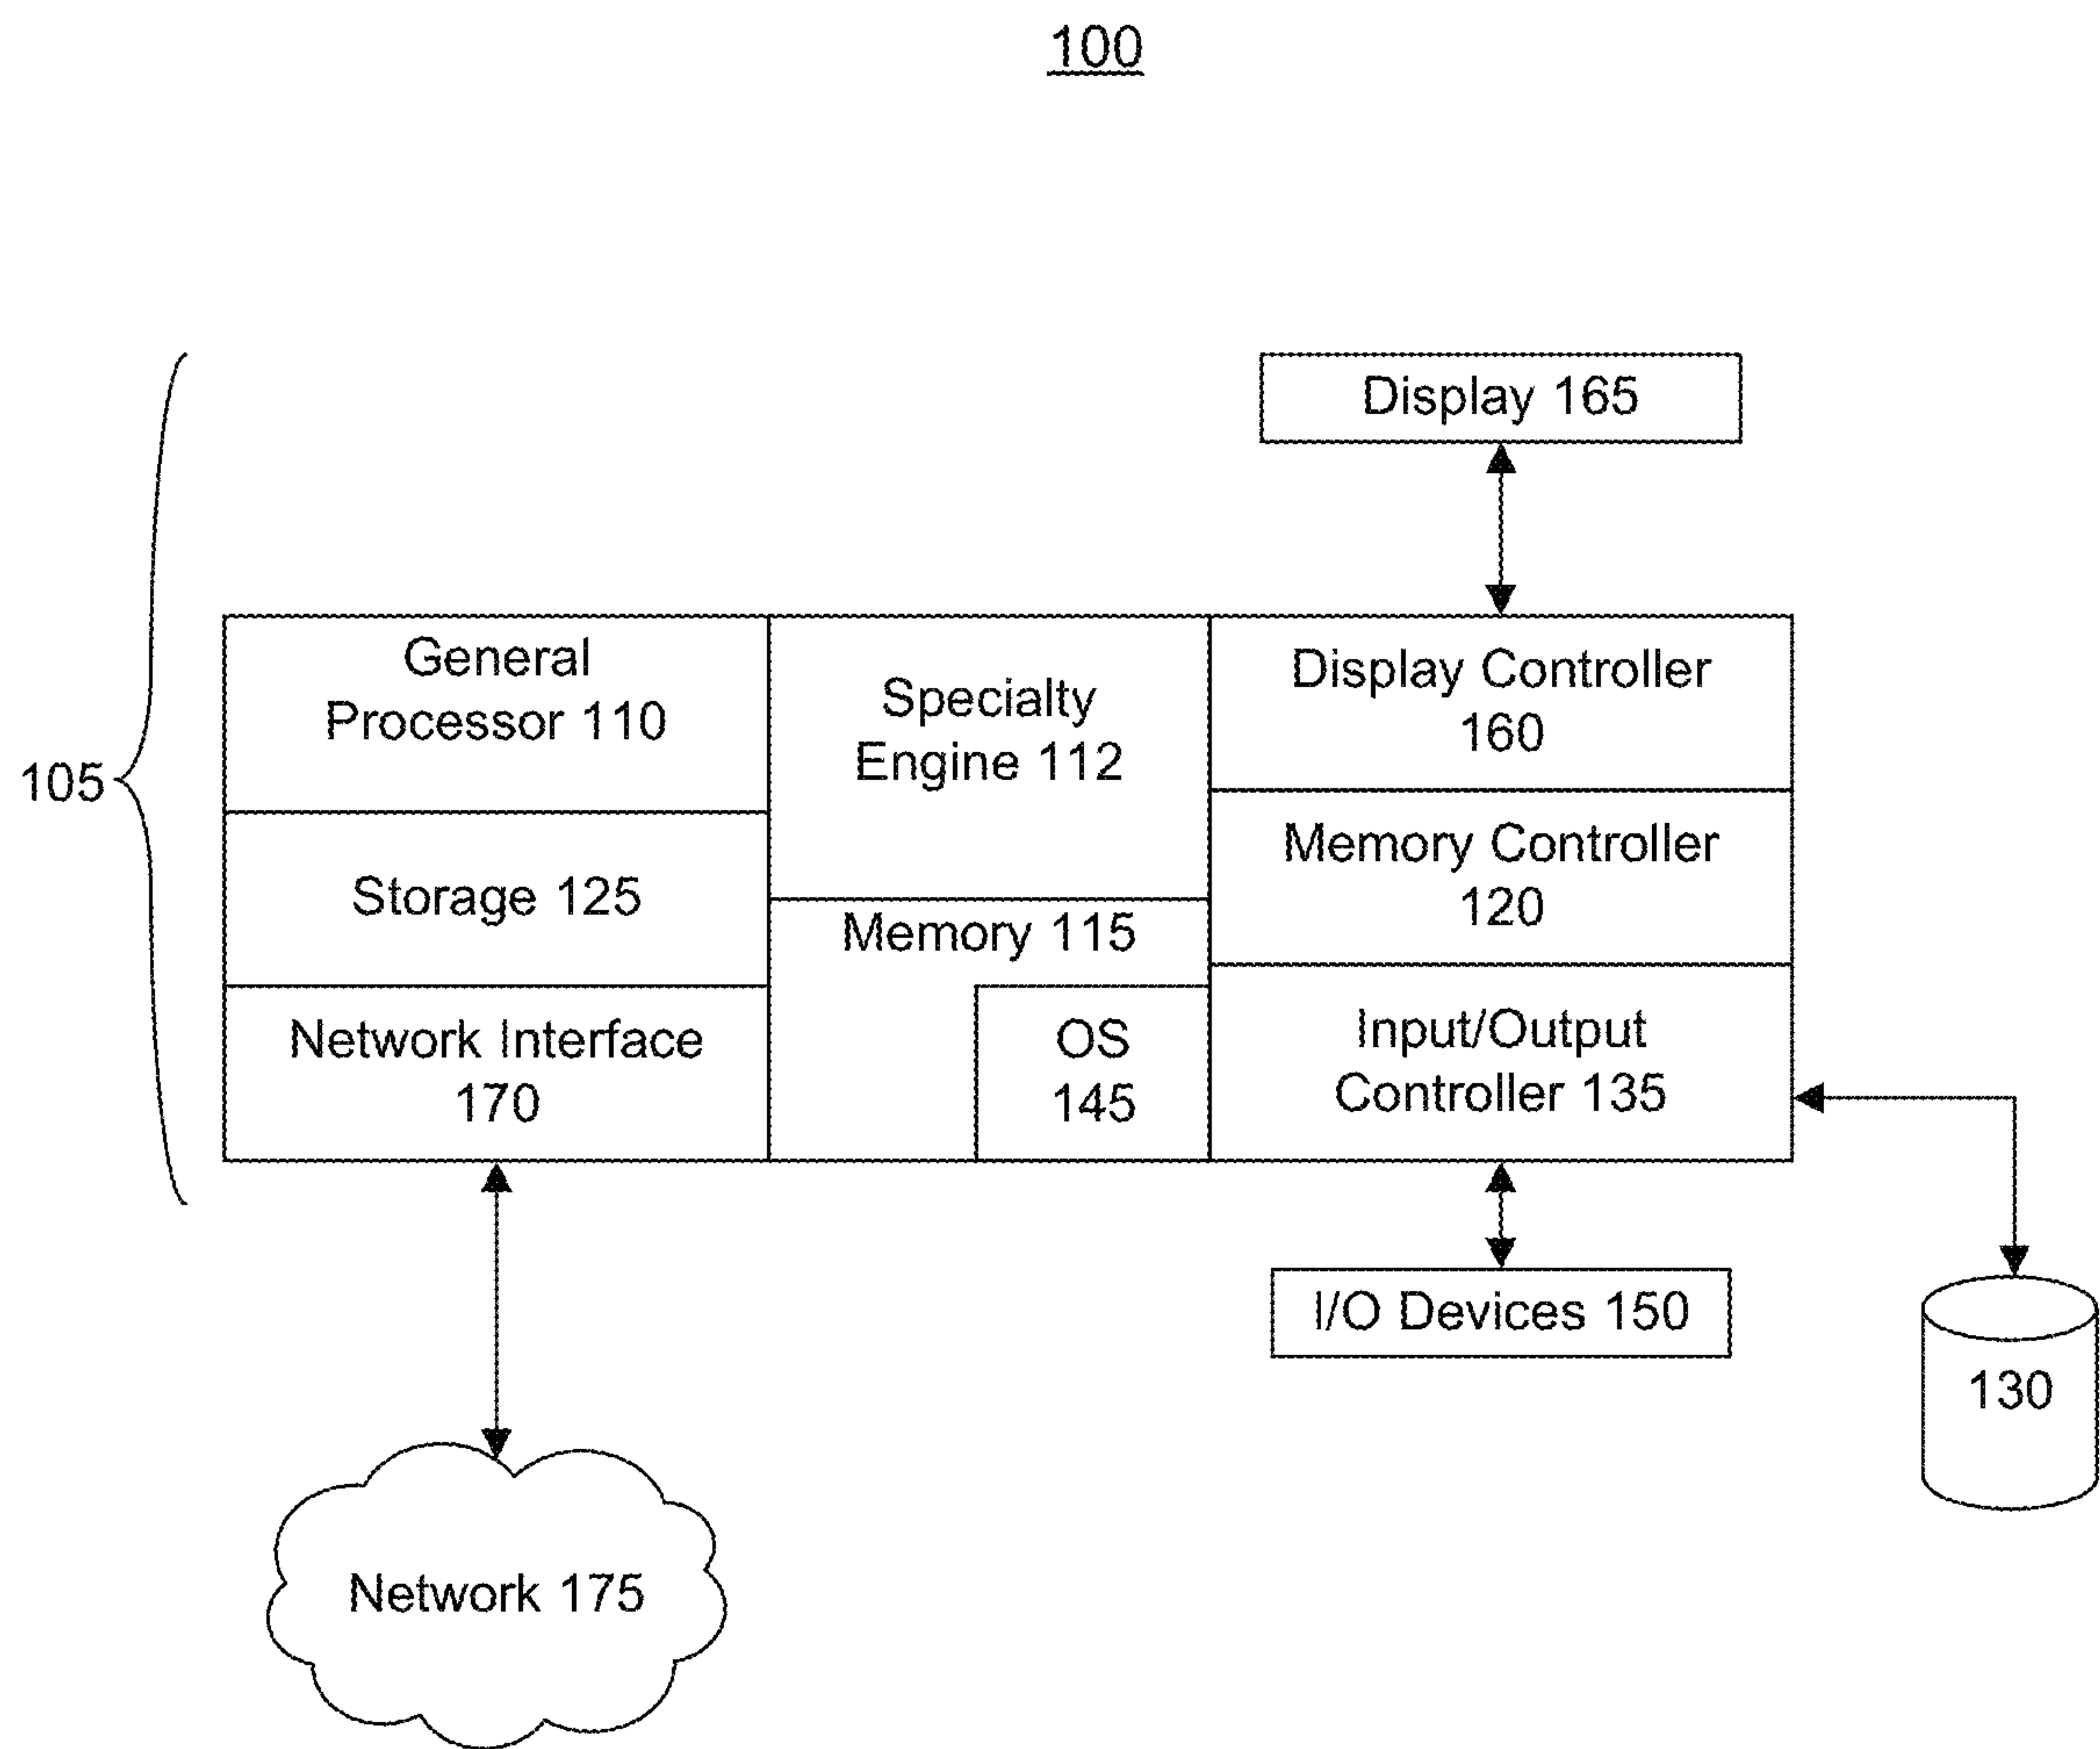 100
Display 165
105
General
Processor 110
Specialty
Engine 112
Display Controller
160
Storage 125
Memory 115
Memory Controller
120
Network Interface
170
OS
145
Input/Output
Controller 135
I/O Devices 150
130
Network 175